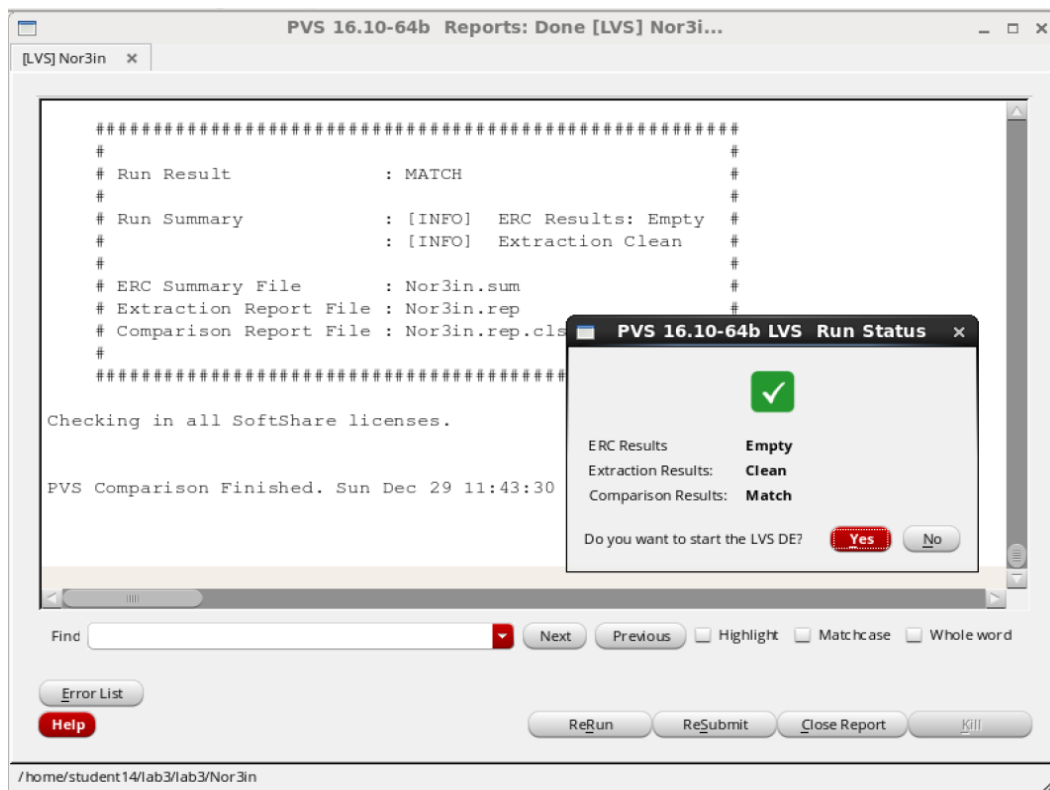 PVS 16.10-64b Reports: Done [LVS] Nor3i...
[LVS] Nor3in
########################################################
# #
# Run Result : MATCH #
# #
# Run Summary : [INFO] ERC Results: Empty #
# : [INFO] Extraction Clean #
# #
# ERC Summary File : Nor3in.sum #
# Extraction Report File : Nor3in.rep #
# Comparison Report File : Nor3in.rep.cls
#
#########################################
Checking in all SoftShare licenses.
PVS Comparison Finished. Sun Dec 29 11:43:30
PVS 16.10-64b LVS Run Status
ERC Results Empty
Extraction Results: Clean
Comparison Results: Match
Do you want to start the LVS DE? Yes No
Find Next Previous Highlight Matchcase Whole word
Error List
Help ReRun ReSubmit Close Report Kill
/home/student14/lab3/lab3/Nor3in